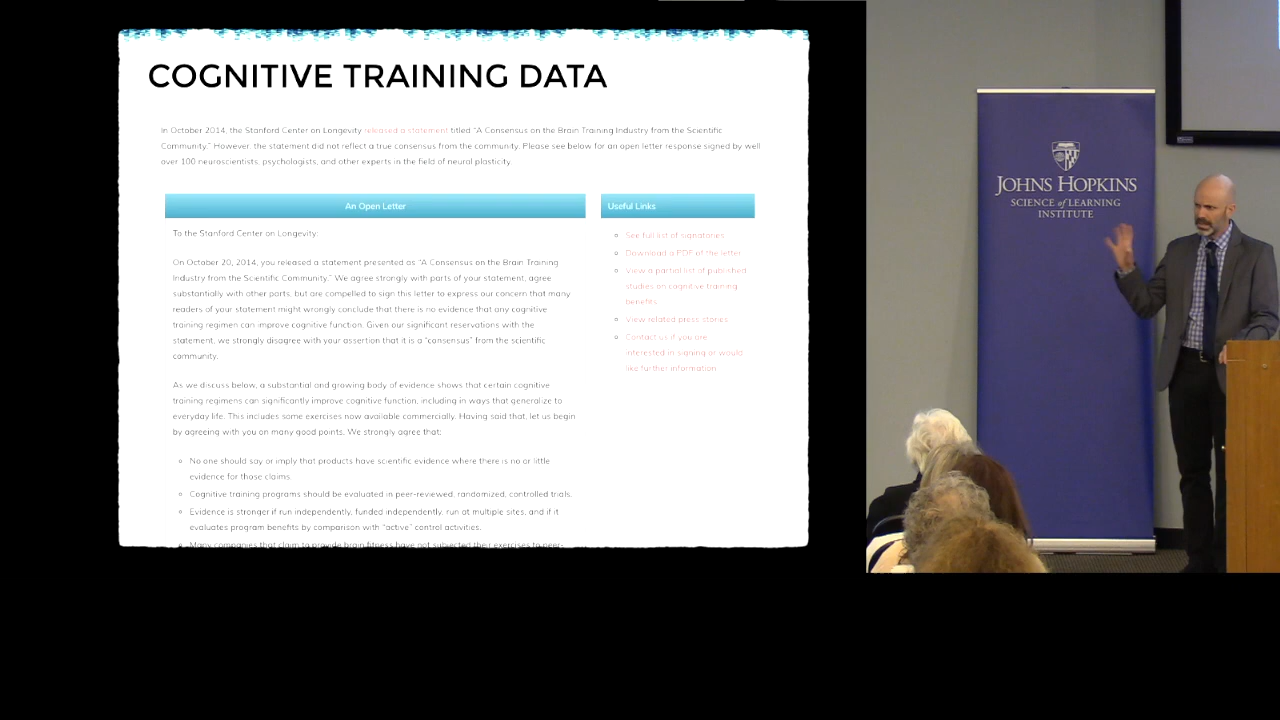 COGNITIVE TRAINING DATA
In October 2014, the Stanford Center on Longevity released a statement titled "A Consensus on the Brain Training Industry from the Scientific
Community." However, the statement did not reflect a true consensus from the community. Please see below for an open letter response signed by well
over 100 neuroscientists, psychologists, and other experts in the field of neural plasticity.
An Open Letter
To the Stanford Center on Longevity:
On October 20, 2014, you released a statement presented as "A Consensus on the Brain Training
Industry from the Scientific Community." We agree strongly with parts of your statement, agree
substantially with other parts, but are compelled to sign this letter to express our concern that many
readers of your statement might wrongly conclude that there is no evidence that any cognitive
training regimen can improve cognitive function. Given our significant reservations with the
statement, we strongly disagree with your assertion that it is a "consensus" from the scientific
community.
As we discuss below, a substantial and growing body of evidence shows that certain cognitive
training regimens can significantly improve cognitive function, including in ways that generalize to
everyday life. This includes some exercises now available commercially. Having said that, let us begin
by agreeing with you on many good points. We strongly agree that:
No one should say or imply that products have scientific evidence where there is no or little
evidence for those claims.
Cognitive training programs should be evaluated in peer-reviewed, randomized, controlled trials.
Evidence is stronger if run independently, funded independently, run at multiple sites, and if it
evaluates program benefits by comparison with "active" control activities.
Many companies that claim to provide brain fitness have not subjected their exercises to peer-
Useful Links
See full list of signatories
Download a PDF of the letter
View a partial list of published
studies on cognitive training
benefits
View related press stories
Contact us if you are
interested in signing or would
like further information
JOHNS HOPKINS
SCIENCE of LEARNING
INSTITUTE